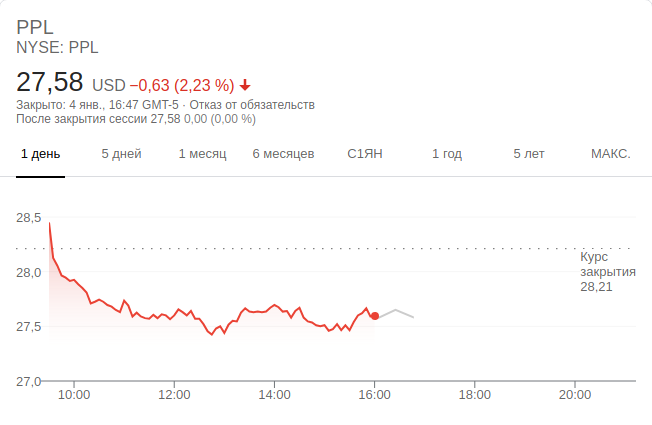 PPL
NYSE: PPL
27,58 USD −0,63 (2,23 %)
Закрыто: 4 янв., 16:47 GMT-5 · Отказ от обязательств
После закрытия сессии 27,58 0,00 (0,00 %)
1 день 5 дней 1 месяц 6 месяцев С1ЯН 1 год 5 лет МАКС.
28,5
Курс
закрытия
28,21
28,0
27,5
27,0
10:00 12:00 14:00 16:00 18:00 20:00